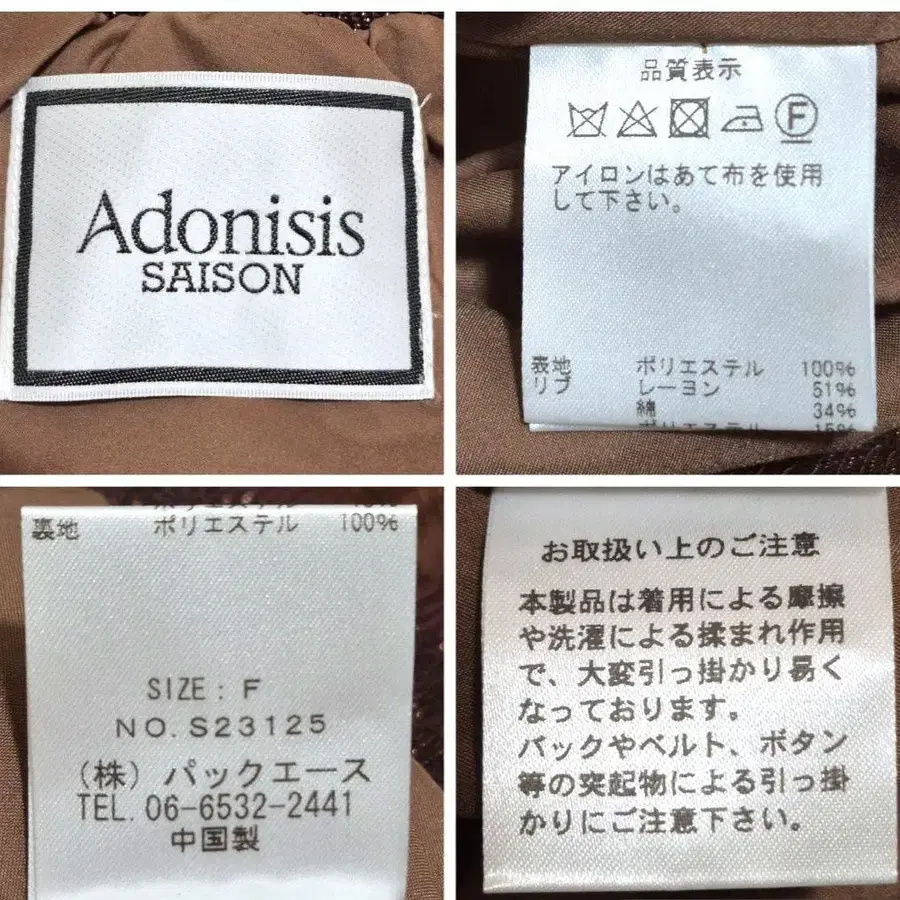 Adonisis
SAISON
品質表示
F
アイロンはあて布を使用
して下さい。
表地 ポリエステル 100%
リブ レーヨン 51%
綿 34%
ポリエステル 15%
裏地 ポリエステル 100%
SIZE: F
NO.S23125
(株) パックエース
TEL.06-6532-2441
中国製
お取扱い上のご注意
本製品は着用による摩擦
や洗濯による揉まれ作用
で、大変引っ掛かり易く
なっております。
バックやベルト、ボタン
等の突起物による引っ掛
かりにご注意下さい。